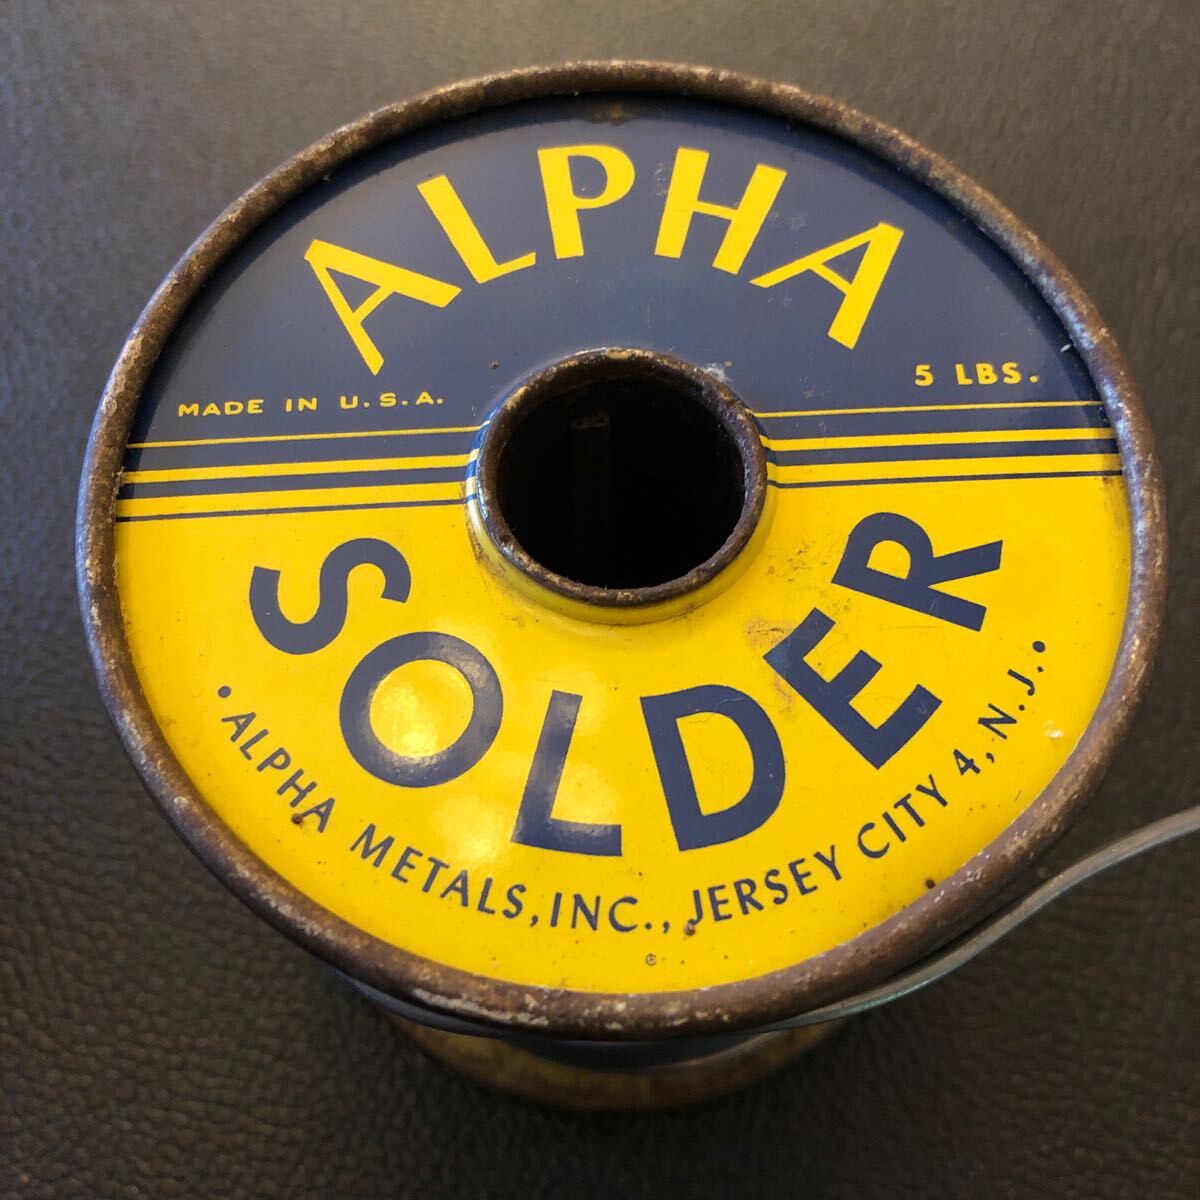 ALPHA
MADE IN U.S.A.
5 LBS.
SOLDER
• ALPHA METALS, INC., JERSEY CITY 4, N.J. •